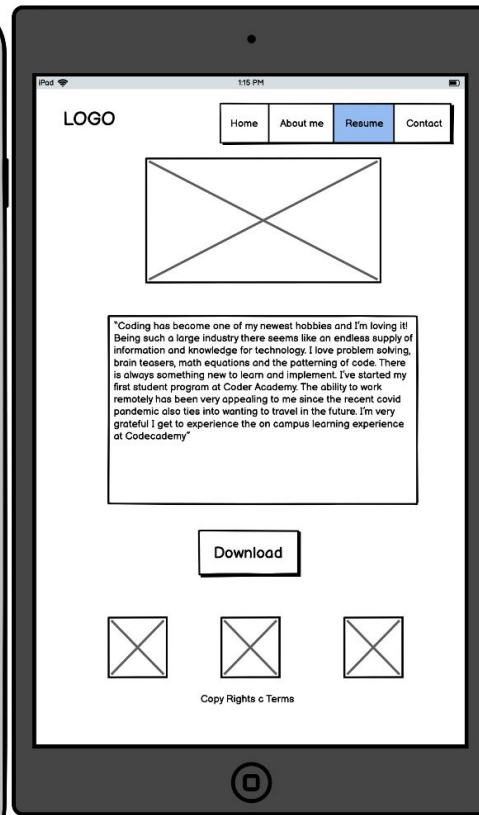 iPad 1:15 PM
LOGO
Home About me Resume Contact
"Coding has become one of my newest hobbies and I'm loving it!
Being such a large industry there seems like an endless supply of
information and knowledge for technology. I love problem solving,
brain teasers, math equations and the patterning of code. There
is always something new to learn and implement. I've started my
first student program at Coder Academy. The ability to work
remotely has been very appealing to me since the recent covid
pandemic also ties into wanting to travel in the future. I'm very
grateful I get to experience the on campus learning experience
at Codecademy"
Download
Copy Rights c Terms